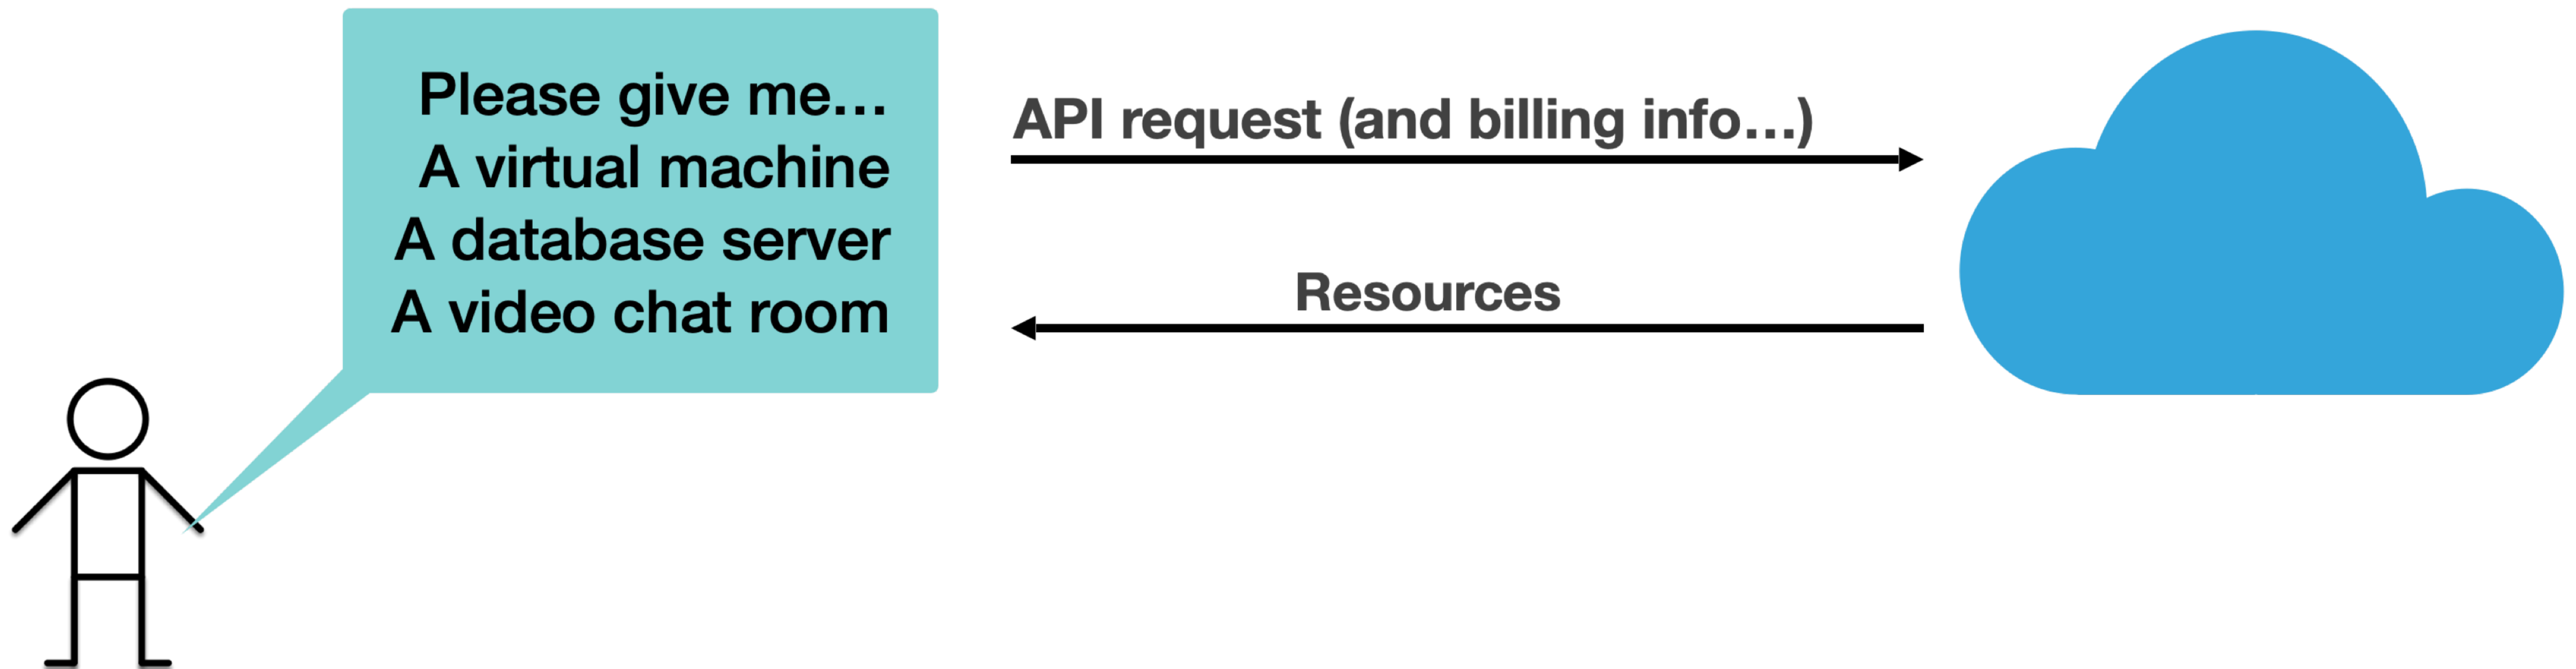 Please give me…
A virtual machine
A database server
A video chat room
API request (and billing info…)
Resources